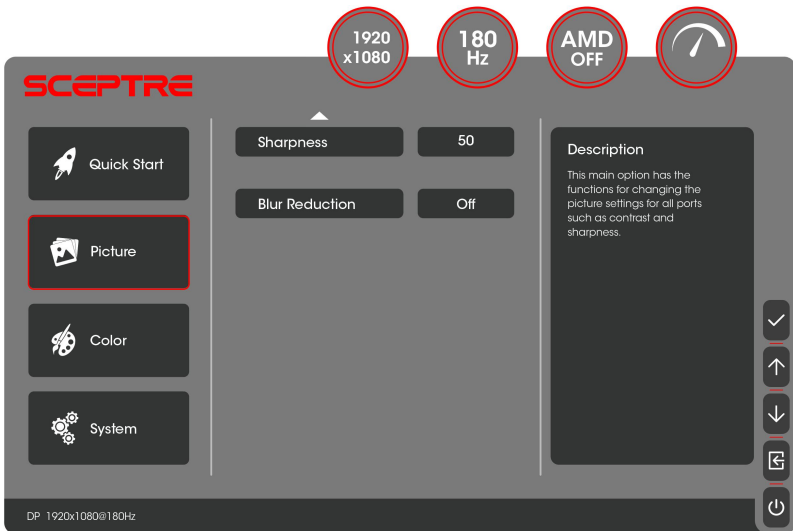 1920
x1080
180
Hz
AMD
OFF
SCEPTRE
Quick Start
Picture
Color
System
Sharpness 50
Blur Reduction Off
Description
This main option has the
functions for changing the
picture settings for all ports
such as contrast and
sharpness.
DP 1920x1080@180Hz